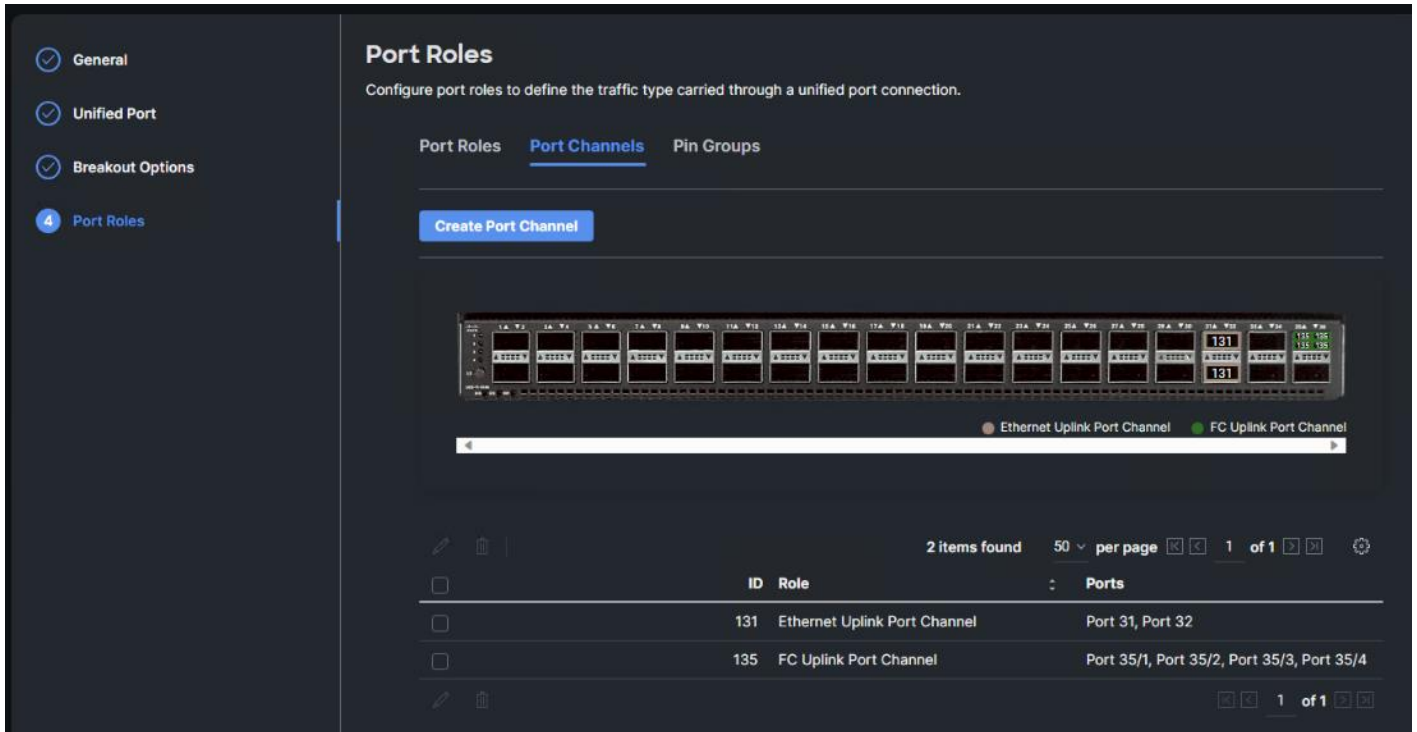 General
Unified Port
Breakout Options
4 Port Roles
Port Roles
Configure port roles to define the traffic type carried through a unified port connection.
Port Roles Port Channels Pin Groups
Create Port Channel
131
135 135
135 135
131
Ethernet Uplink Port Channel FC Uplink Port Channel
2 items found 50 per page 1 of 1
ID Role Ports
131 Ethernet Uplink Port Channel Port 31, Port 32
135 FC Uplink Port Channel Port 35/1, Port 35/2, Port 35/3, Port 35/4
1 of 1